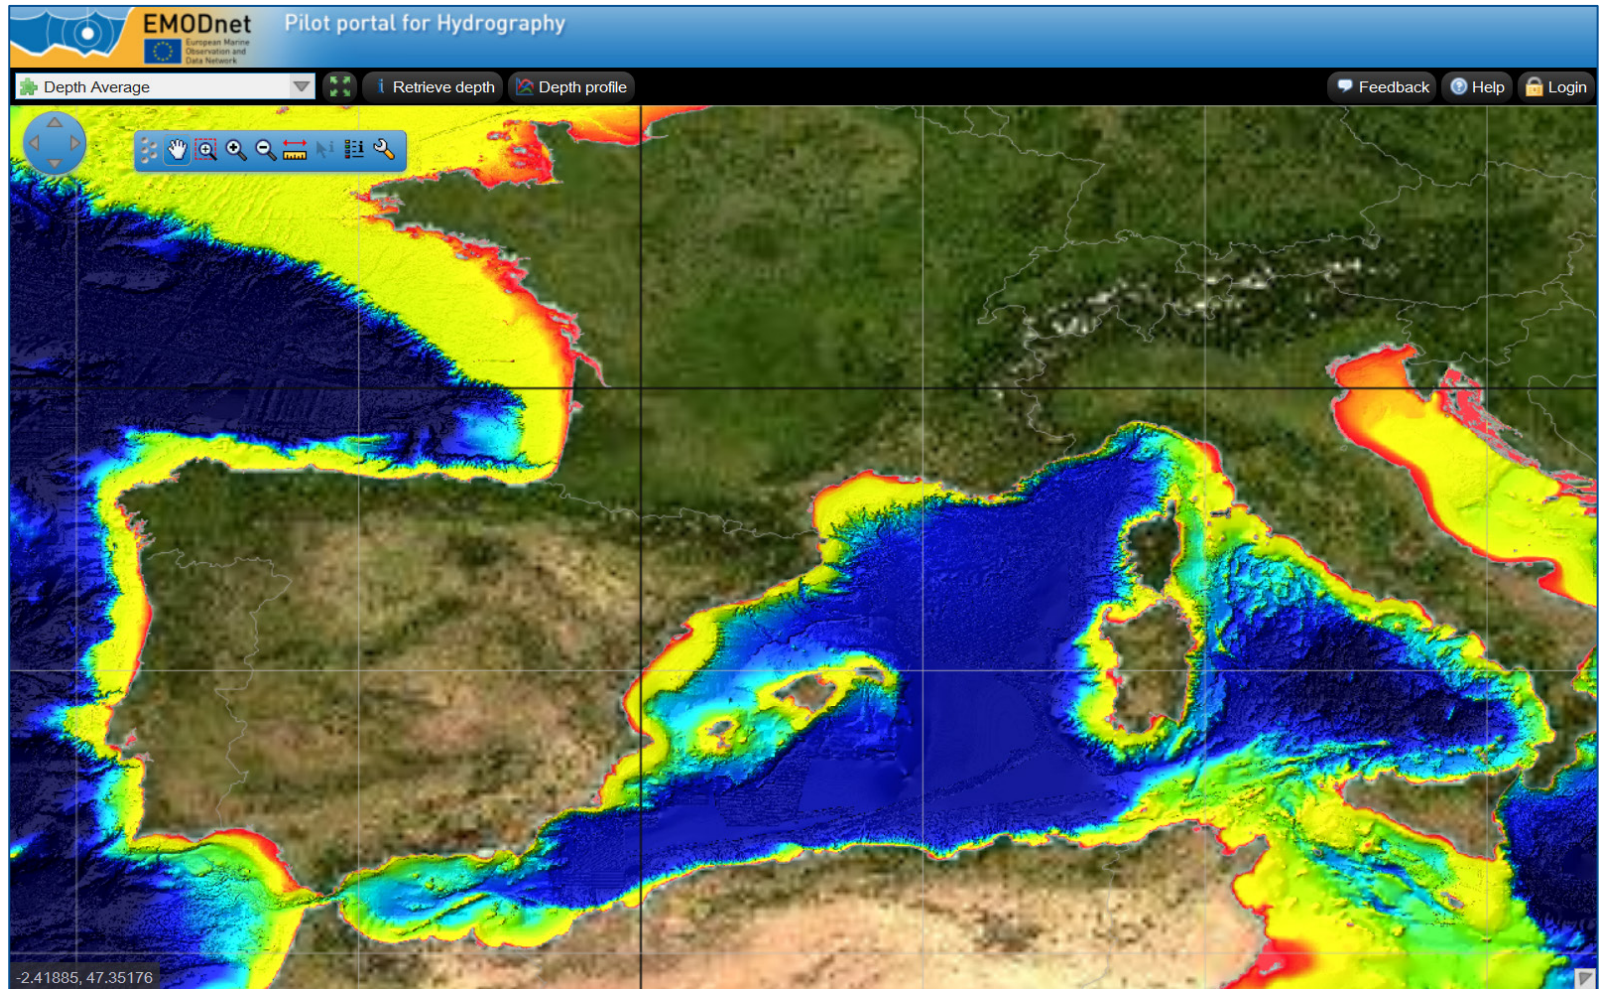 EMODnet
European Marine
Observation and
Data Network
Pilot portal for Hydrography
Depth Average
Retrieve depth
Depth profile
Feedback
Help
Login
-2.41885, 47.35176